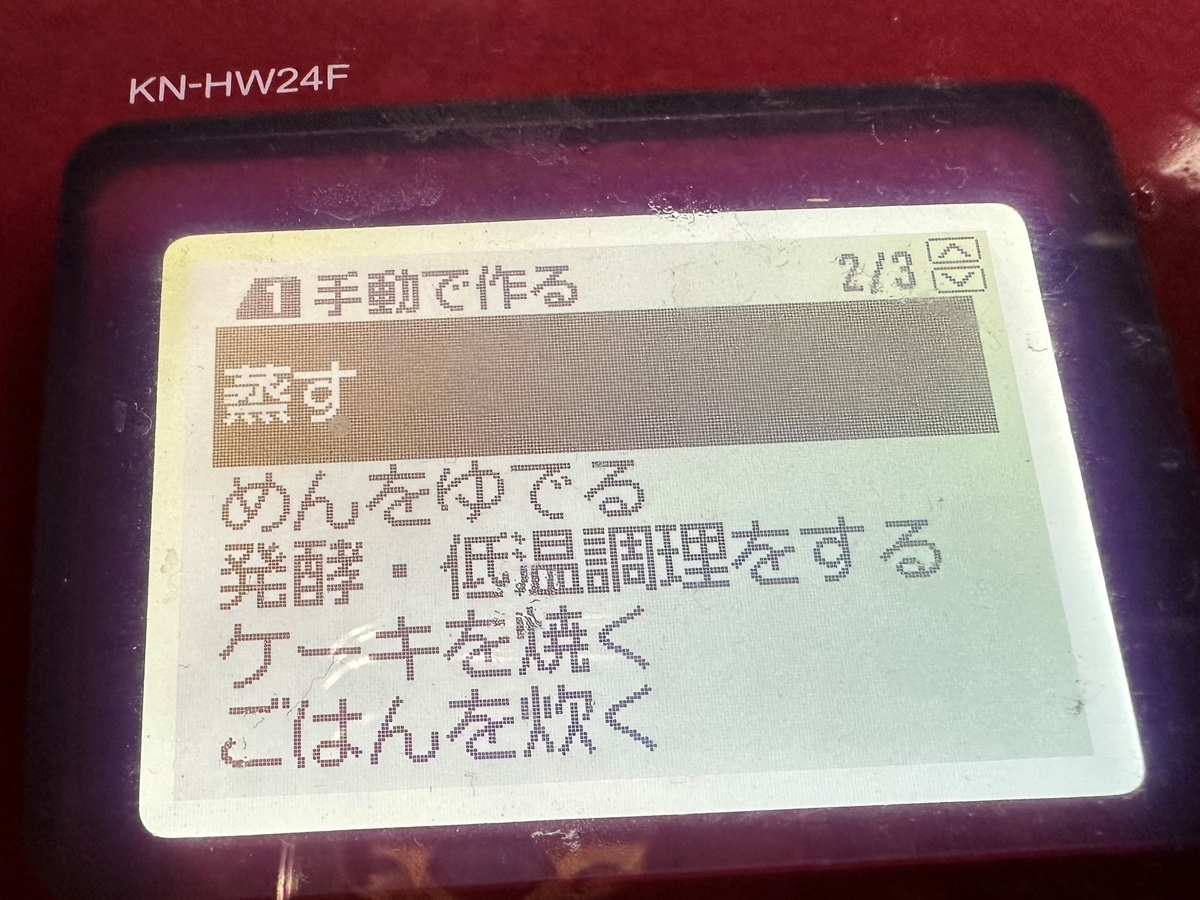 KN-HW24F
1 手動で作る 2/3
蒸す
めんをゆでる
発酵・低温調理をする
ケーキを焼く
ごはんを炊く